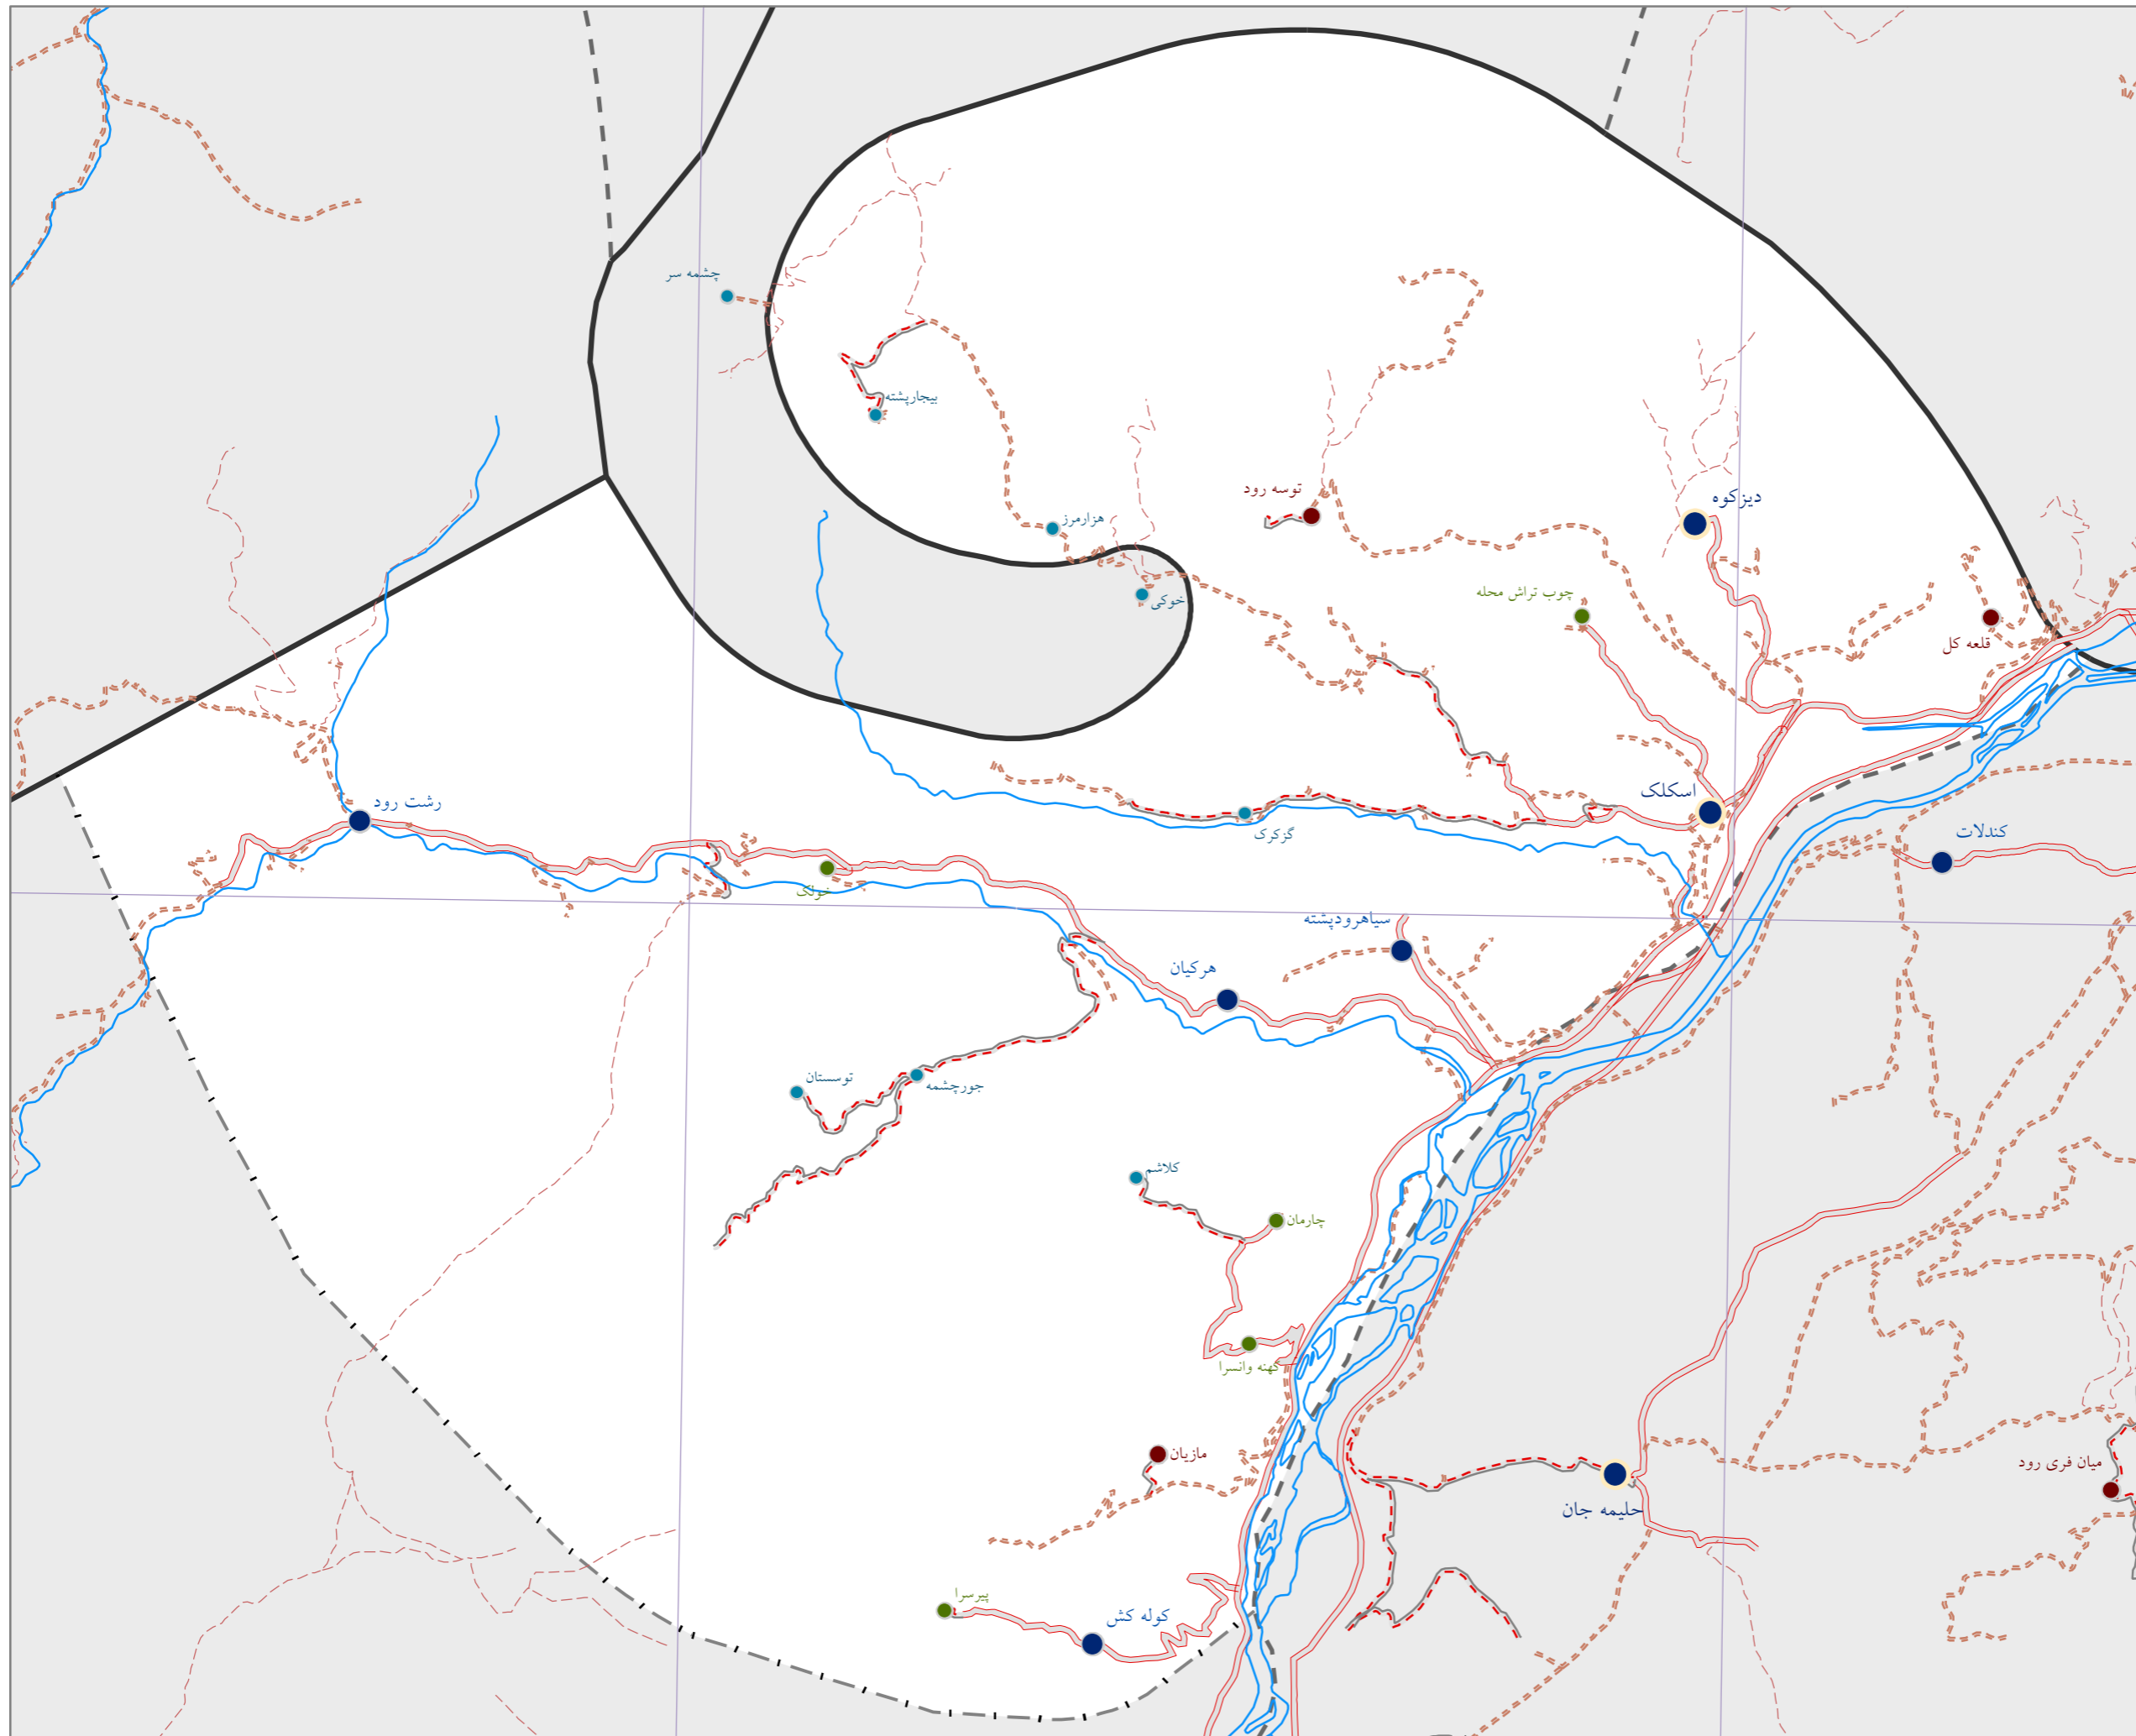 چشمه سر
بیجارپشته
توسه رود
دیزکوه
هزارمرز
خوکی
چوب تراش محله
قلعه کل
اسکلک
رشت رود
گزکرک
کندلات
خولک
سیاهرودپشته
هرکیان
توسستان
جورچشمه
کلاشم
چارمان
کهنه وانسرا
مازیان
میان فری رود
حلیمه جان
پیرسرا
کوله کش